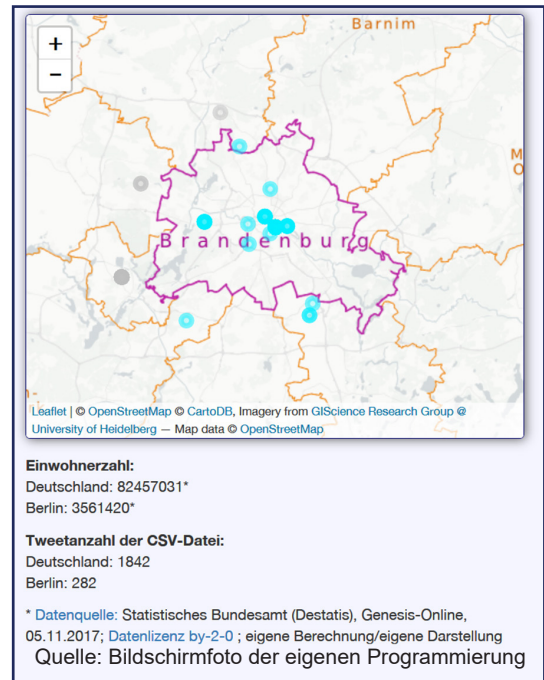 +
−
Barnim
M
O
Brandenburg
n-
Leaflet | © OpenStreetMap © CartoDB, Imagery from GIScience Research Group @
University of Heidelberg — Map data © OpenStreetMap
Einwohnerzahl:
Deutschland: 82457031*
Berlin: 3561420*
Tweetanzahl der CSV-Datei:
Deutschland: 1842
Berlin: 282
* Datenquelle: Statistisches Bundesamt (Destatis), Genesis-Online,
05.11.2017; Datenlizenz by-2-0 ; eigene Berechnung/eigene Darstellung
Quelle: Bildschirmfoto der eigenen Programmierung